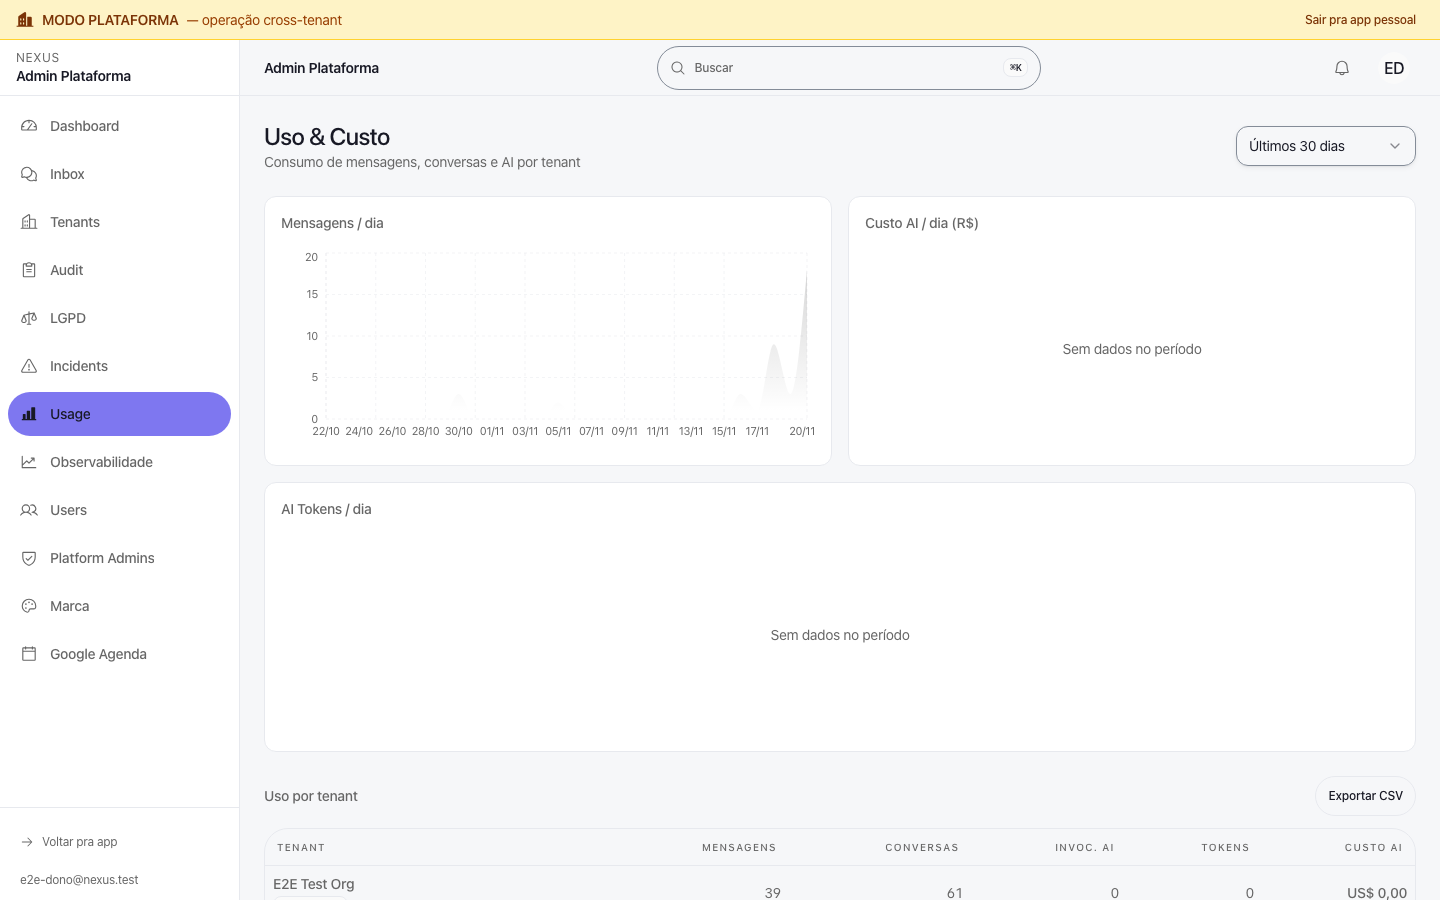 MODO PLATAFORMA — operação cross-tenant
Sair pra app pessoal
NEXUS
Admin Plataforma
Admin Plataforma
Buscar
⌘K
ED
Dashboard
Inbox
Tenants
Audit
LGPD
Incidents
Usage
Observabilidade
Users
Platform Admins
Marca
Google Agenda
Voltar pra app
e2e-dono@nexus.test
Uso & Custo
Consumo de mensagens, conversas e AI por tenant
Últimos 30 dias
Mensagens / dia
20
15
10
5
0
22/10 24/10 26/10 28/10 30/10 01/11 03/11 05/11 07/11 09/11 11/11 13/11 15/11 17/11 20/11
Custo AI / dia (R$)
Sem dados no período
AI Tokens / dia
Sem dados no período
Uso por tenant
Exportar CSV
TENANT MENSAGENS CONVERSAS INVOC. AI TOKENS CUSTO AI
E2E Test Org
39 61 0 0 US$ 0,00